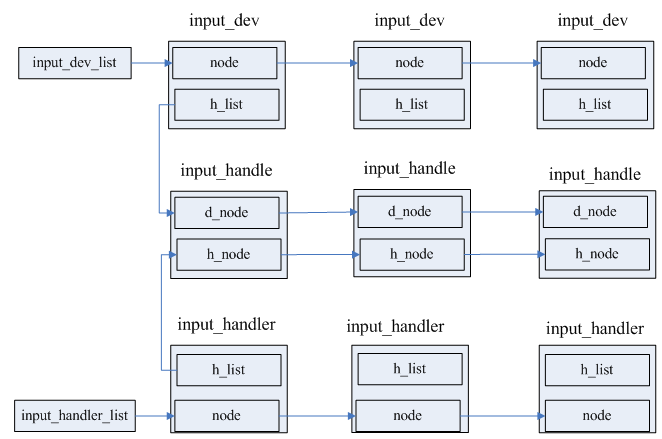 input_dev input_dev input_dev
input_dev_list node node node
h_list h_list h_list
input_handle input_handle input_handle
d_node d_node d_node
h_node h_node h_node
input_handler input_handler input_handler
h_list h_list h_list
input_handler_list node node node